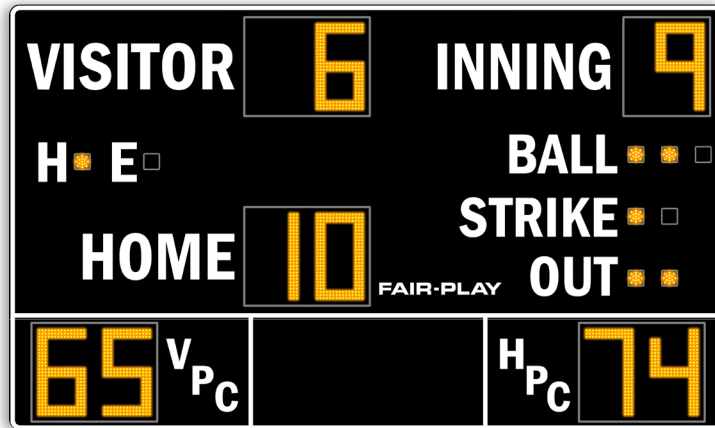 VISITOR 6 INNING 9
H E BALL
STRIKE
HOME 10 FAIR-PLAY OUT
65 VPC HPC 74